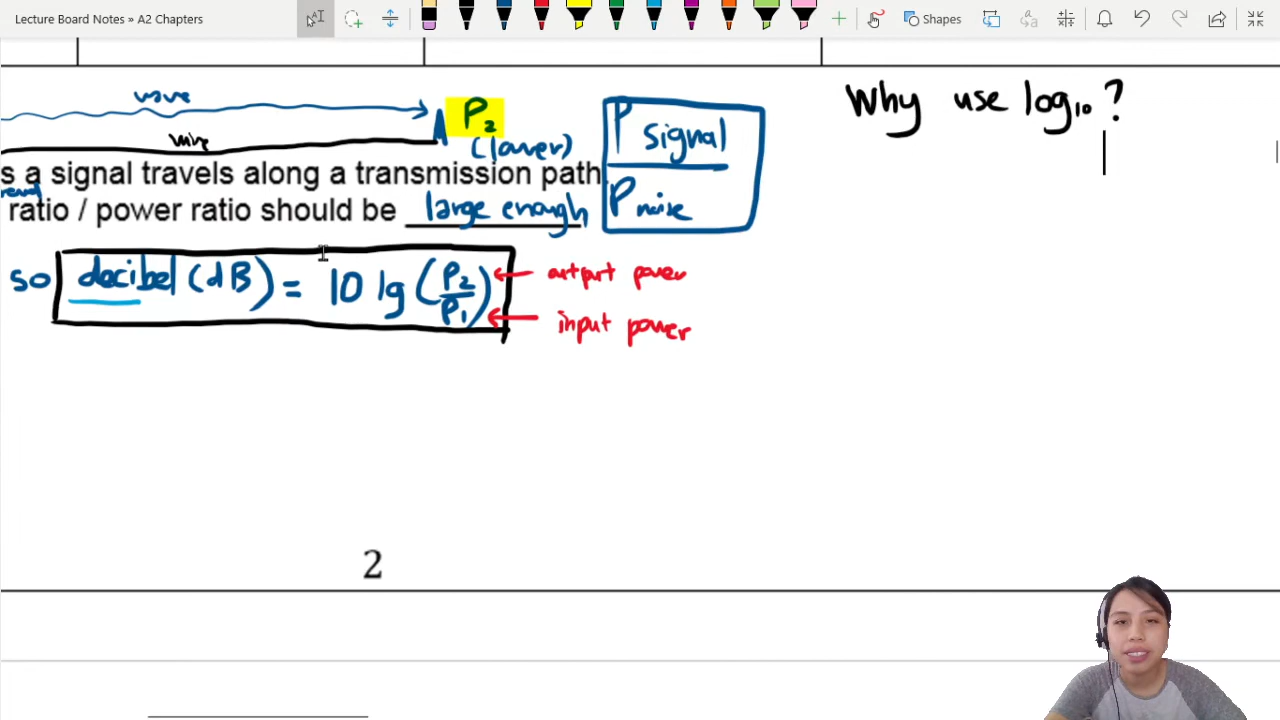 Lecture Board Notes » A2 Chapters
Shapes
wave
P2
(lower)
wire
s a signal travels along a transmission path
ratio / power ratio should be large enough
P signal
P noise
Why use log10 ?
so decibel (dB) = 10 lg (P2/P1)
output power
input power
2